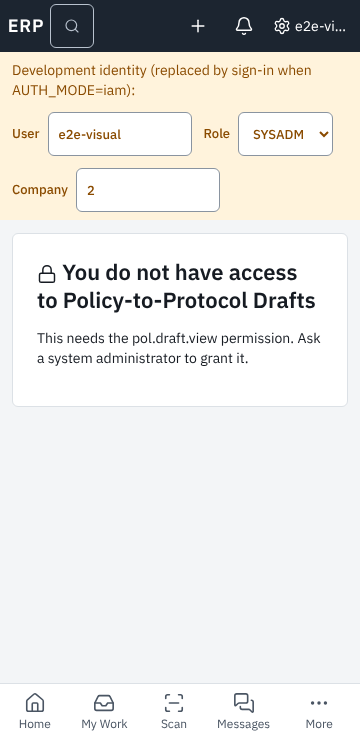 ERP
e2e-vi...
Development identity (replaced by sign-in when
AUTH_MODE=iam):
User e2e-visual Role SYSADM
Company 2
You do not have access
to Policy-to-Protocol Drafts
This needs the pol.draft.view permission. Ask
a system administrator to grant it.
Home My Work Scan Messages More